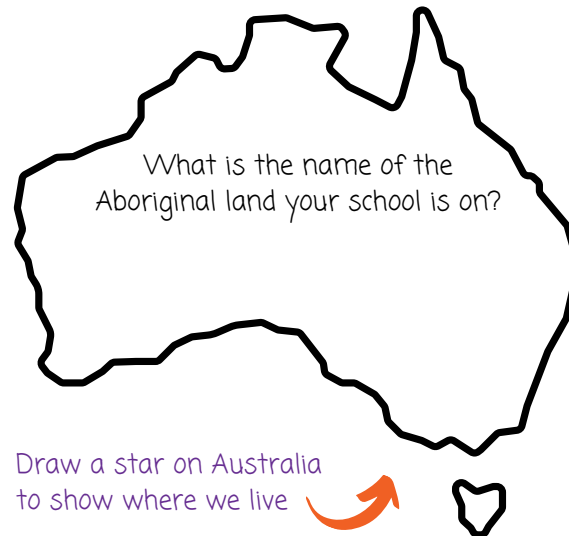 What is the name of the
Aboriginal land your school is on?
Draw a star on Australia
to show where we live